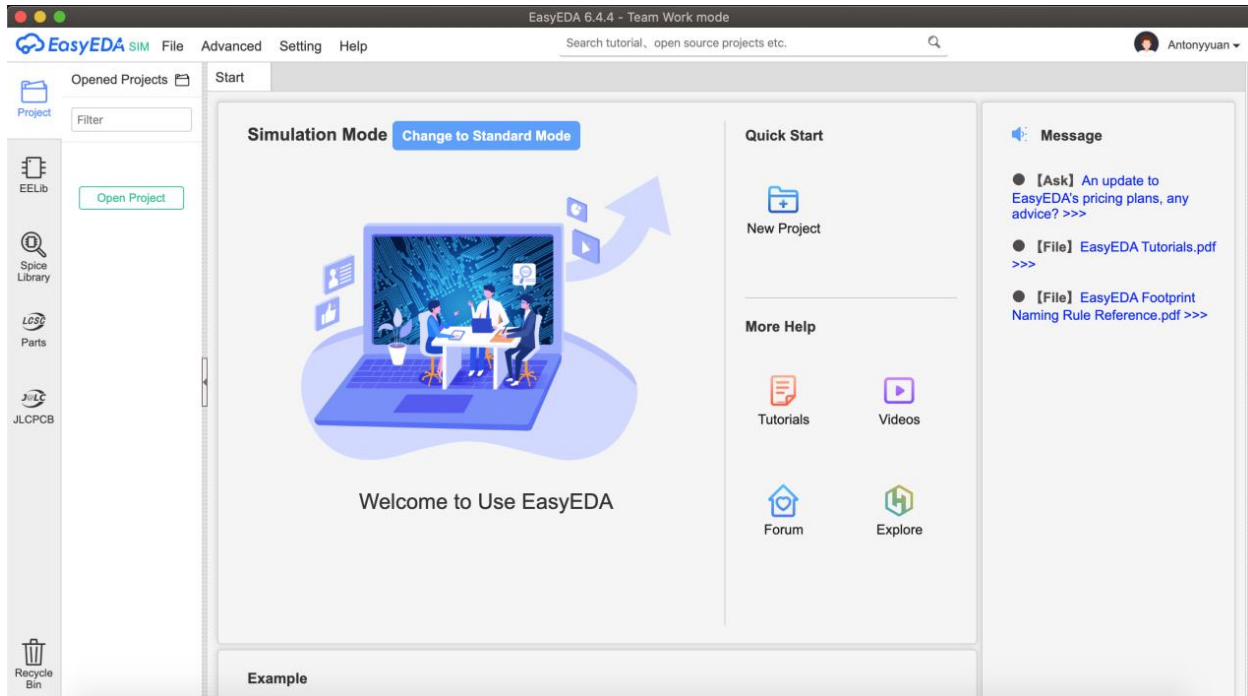 EasyEDA 6.4.4 - Team Work mode
EasyEDA SIM File Advanced Setting Help
Search tutorial、open source projects etc.
Antonyyuan
Project
EELib
Spice
Library
LCSC
Parts
JLC
JLCPCB
Recycle
Bin
Opened Projects
Filter
Open Project
Start
Simulation Mode
Change to Standard Mode
Welcome to Use EasyEDA
Quick Start
New Project
More Help
Tutorials
Videos
Forum
Explore
Message
【Ask】An update to
EasyEDA's pricing plans, any
advice? >>>
【File】EasyEDA Tutorials.pdf
>>>
【File】EasyEDA Footprint
Naming Rule Reference.pdf >>>
Example